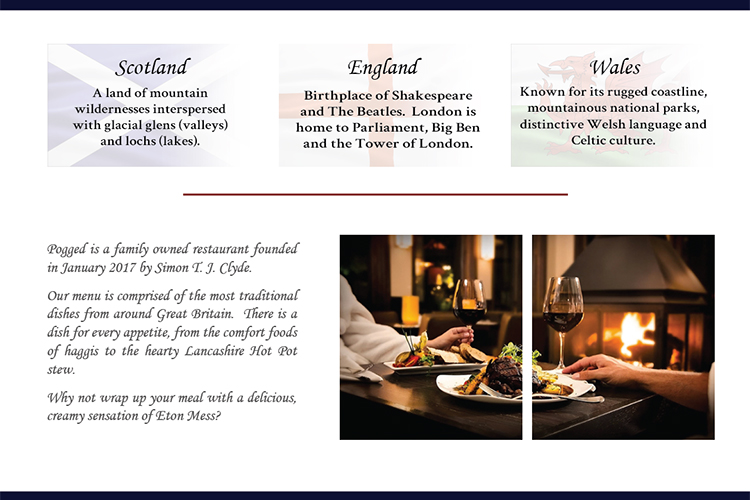 Scotland
A land of mountain
wildernesses interspersed
with glacial glens (valleys)
and lochs (lakes).
England
Birthplace of Shakespeare
and The Beatles. London is
home to Parliament, Big Ben
and the Tower of London.
Wales
Known for its rugged coastline,
mountainous national parks,
distinctive Welsh language and
Celtic culture.
Pogged is a family owned restaurant founded
in January 2017 by Simon T. J. Clyde.
Our menu is comprised of the most traditional
dishes from around Great Britain. There is a
dish for every appetite, from the comfort foods
of haggis to the hearty Lancashire Hot Pot
stew.
Why not wrap up your meal with a delicious,
creamy sensation of Eton Mess?